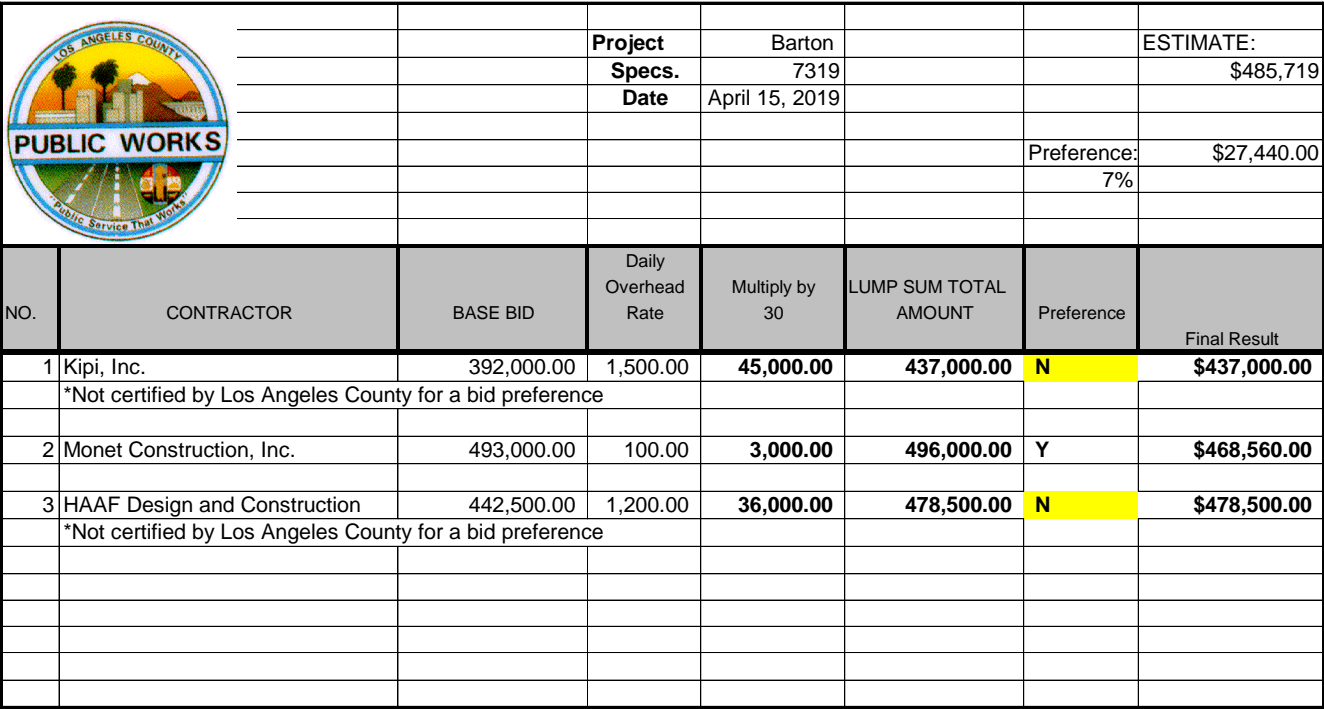 LOS ANGELES COUNTY
PUBLIC WORKS
"Public Service That Works"
Project Barton ESTIMATE:
Specs. 7319 $485,719
Date April 15, 2019
Preference: $27,440.00
7%
NO. CONTRACTOR BASE BID Daily Overhead Rate Multiply by 30 LUMP SUM TOTAL AMOUNT Preference Final Result
1 Kipi, Inc. 392,000.00 1,500.00 45,000.00 437,000.00 N $437,000.00
*Not certified by Los Angeles County for a bid preference
2 Monet Construction, Inc. 493,000.00 100.00 3,000.00 496,000.00 Y $468,560.00
3 HAAF Design and Construction 442,500.00 1,200.00 36,000.00 478,500.00 N $478,500.00
*Not certified by Los Angeles County for a bid preference